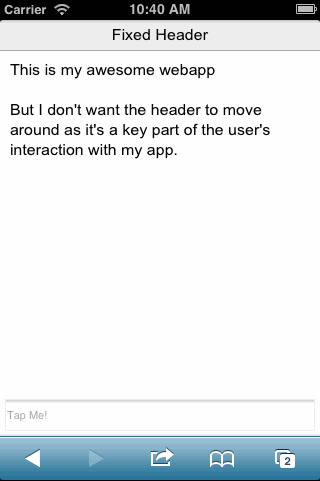 Carrier 10:40 AM
Fixed Header
This is my awesome webapp
But I don't want the header to move
around as it's a key part of the user's
interaction with my app.
Tap Me!
2